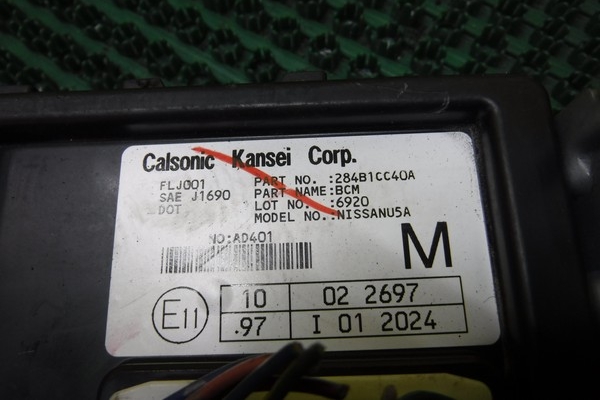 Calsonic Kansei Corp.
FLJ001 PART NO. :284B1CC40A
SAE J1690 PART NAME:BCM
DOT LOT NO. :6920
MODEL NO.:NISSANU5A
NO:AD401
M
E11
10 02 2697
.97 I 01 2024